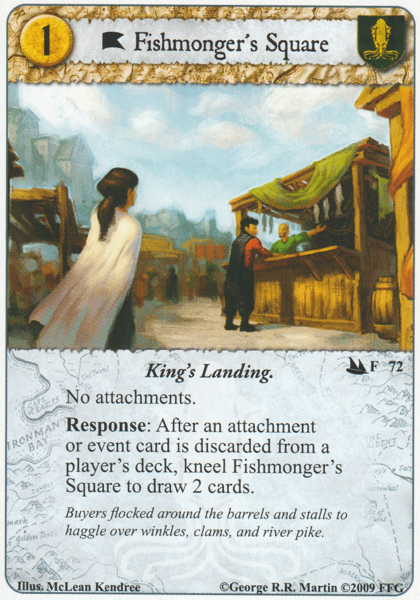 1
Fishmonger's Square
King's Landing.
F 72
No attachments.
Response: After an attachment
or event card is discarded from a
player's deck, kneel Fishmonger's
Square to draw 2 cards.
Buyers flocked around the barrels and stalls to
haggle over winkles, clams, and river pike.
IRONMAN'S
BAY
Illus. McLean Kendree
©George R.R. Martin ©2009 FFG